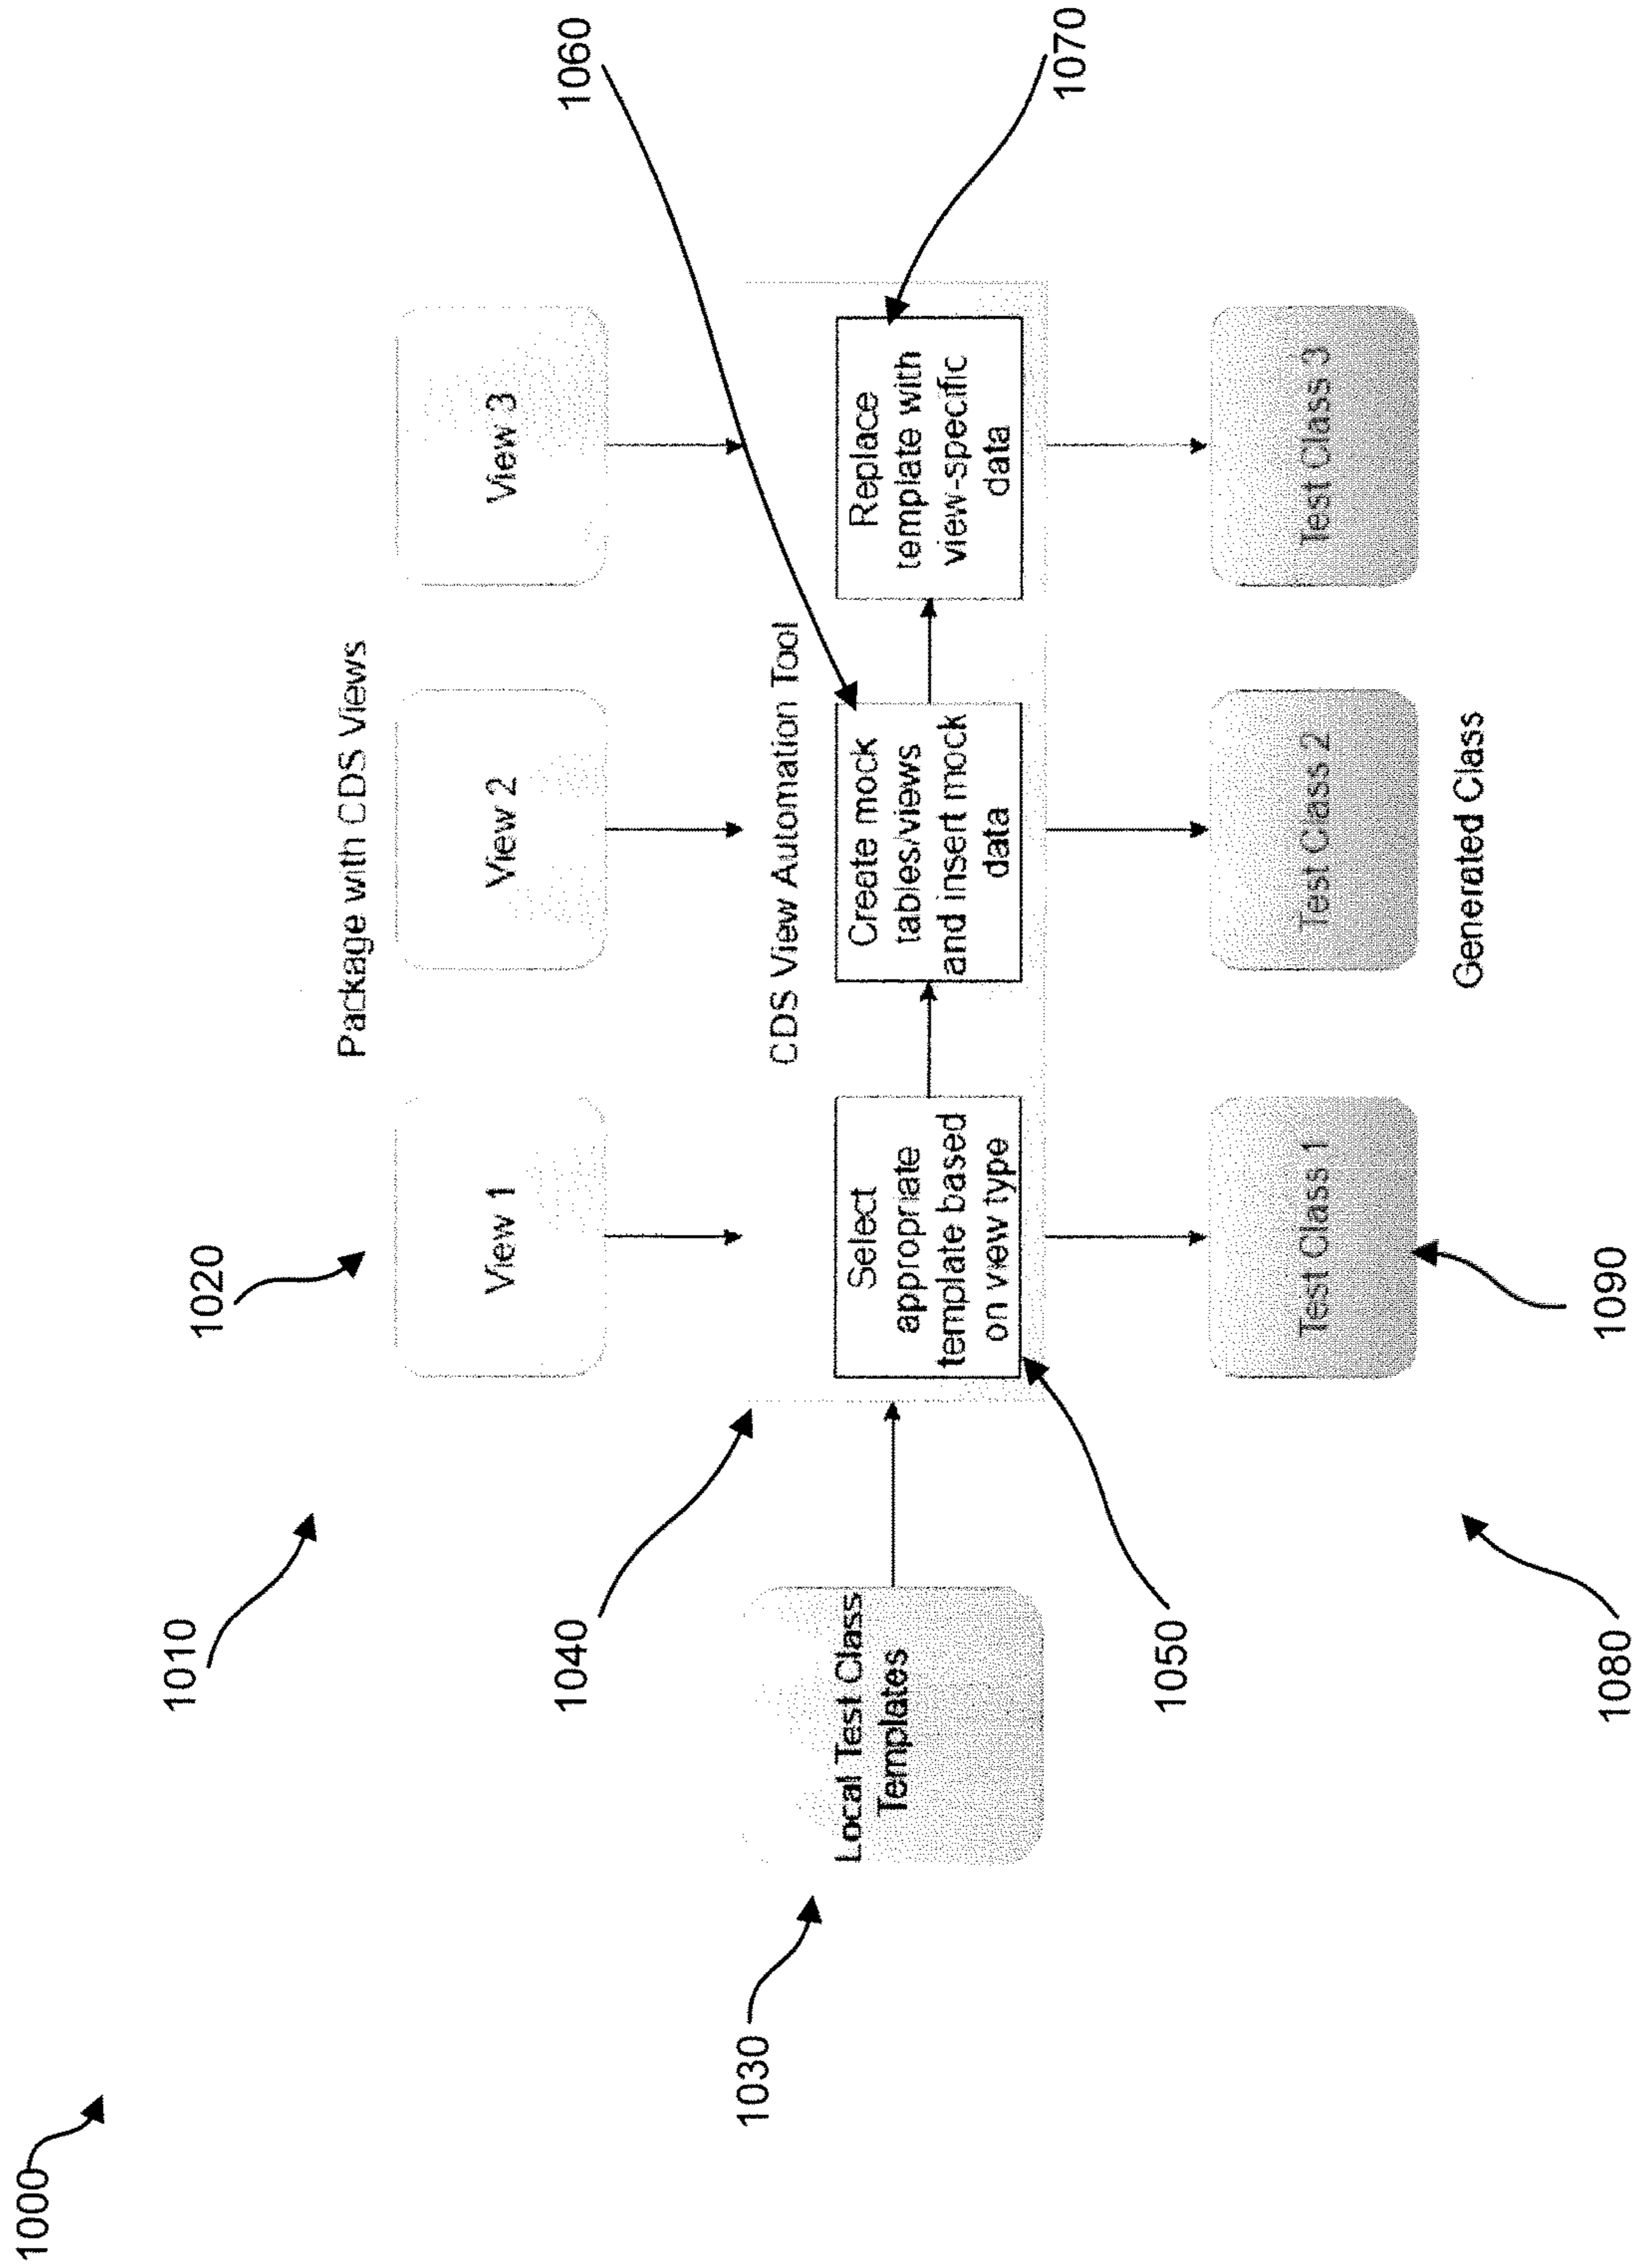 1000
1010
1020
Package with CDS Views
View 1
View 2
View 3
1060
1040
CDS View Automation Tool
1030
Local Test Class
Templates
Select
appropriate
template based
on view type
Create mock
tables/views
and insert mock
data
Replace
template with
view-specific
data
1070
1050
Test Class 1
Test Class 2
Test Class 3
Generated Class
1080
1090